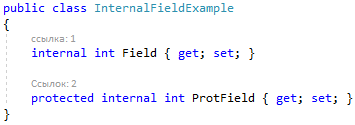 public class InternalFieldExample
{
ссылка: 1
internal int Field { get; set; }
Ссылок: 2
protected internal int ProtField { get; set; }
}